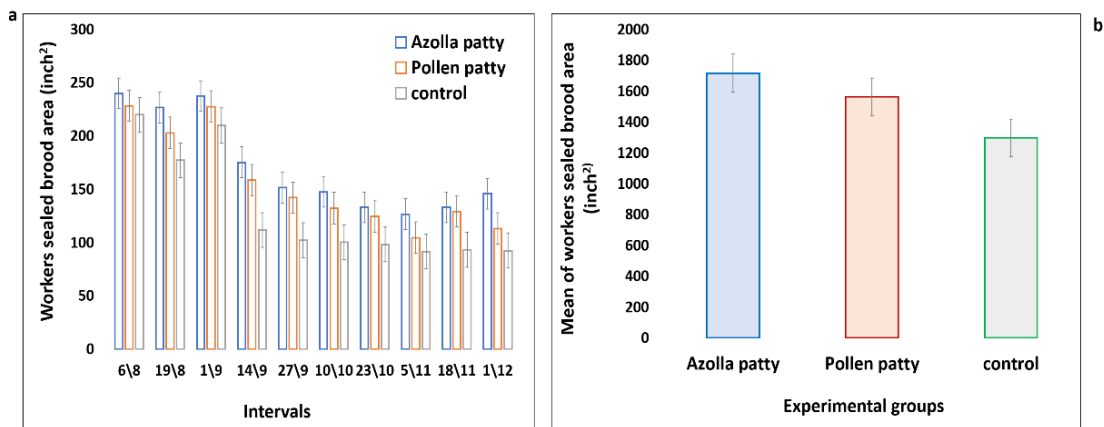 a
300
250
200
150
100
50
0
Workers sealed brood area (inch²)
Azolla patty
Pollen patty
control
6\8 19\8 1\9 14\9 27\9 10\10 23\10 5\11 18\11 1\12
Intervals
b
2000
1800
1600
1400
1200
1000
800
600
400
200
0
Mean of workers sealed brood area
(inch²)
Azolla patty Pollen patty control
Experimental groups